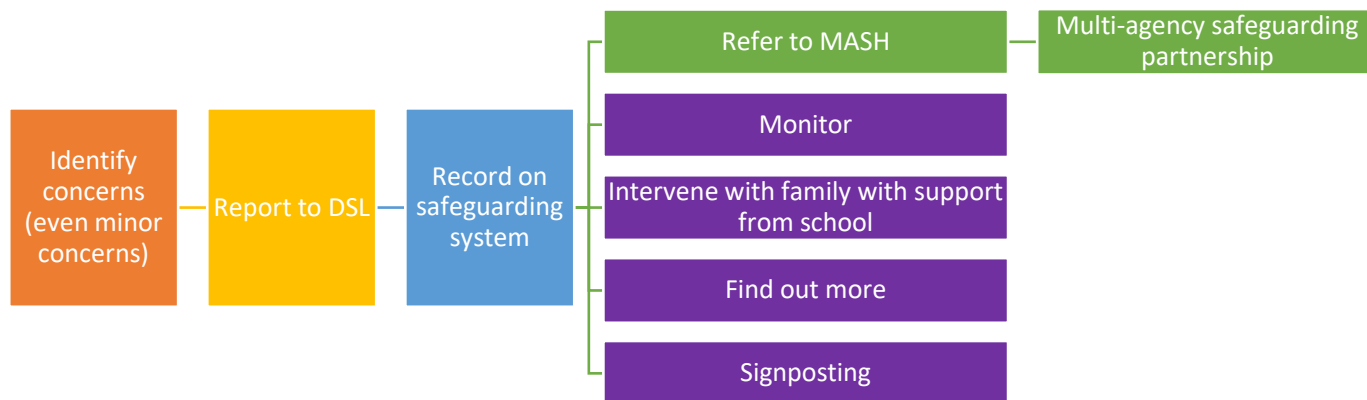 Identify
concerns
(even minor
concerns)
Report to DSL
Record on
safeguarding
system
Refer to MASH
Multi-agency safeguarding
partnership
Monitor
Intervene with family with support
from school
Find out more
Signposting